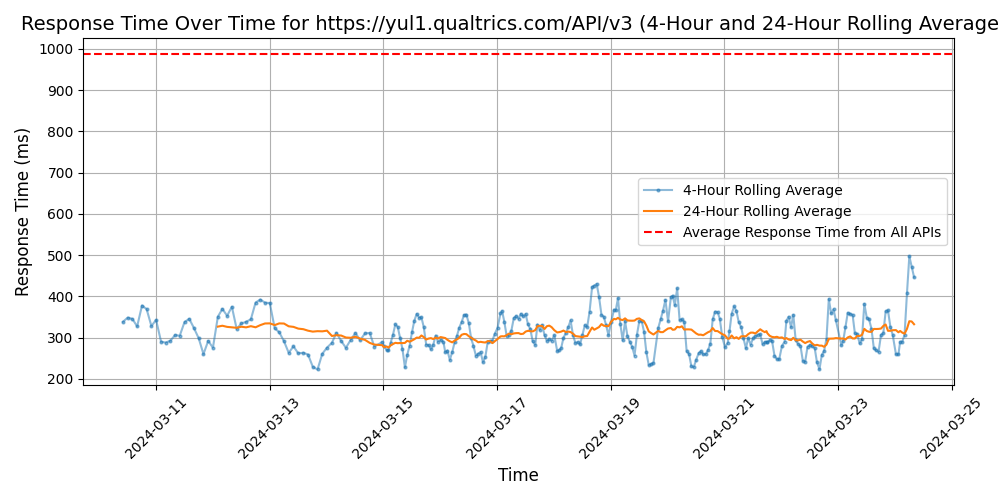 Response Time Over Time for https://yul1.qualtrics.com/API/v3 (4-Hour and 24-Hour Rolling Average
Response Time (ms)
1000
900
800
700
600
500
400
300
200
4-Hour Rolling Average
24-Hour Rolling Average
Average Response Time from All APIs
2024-03-11
2024-03-13
2024-03-15
2024-03-17
2024-03-19
2024-03-21
2024-03-23
2024-03-25
Time